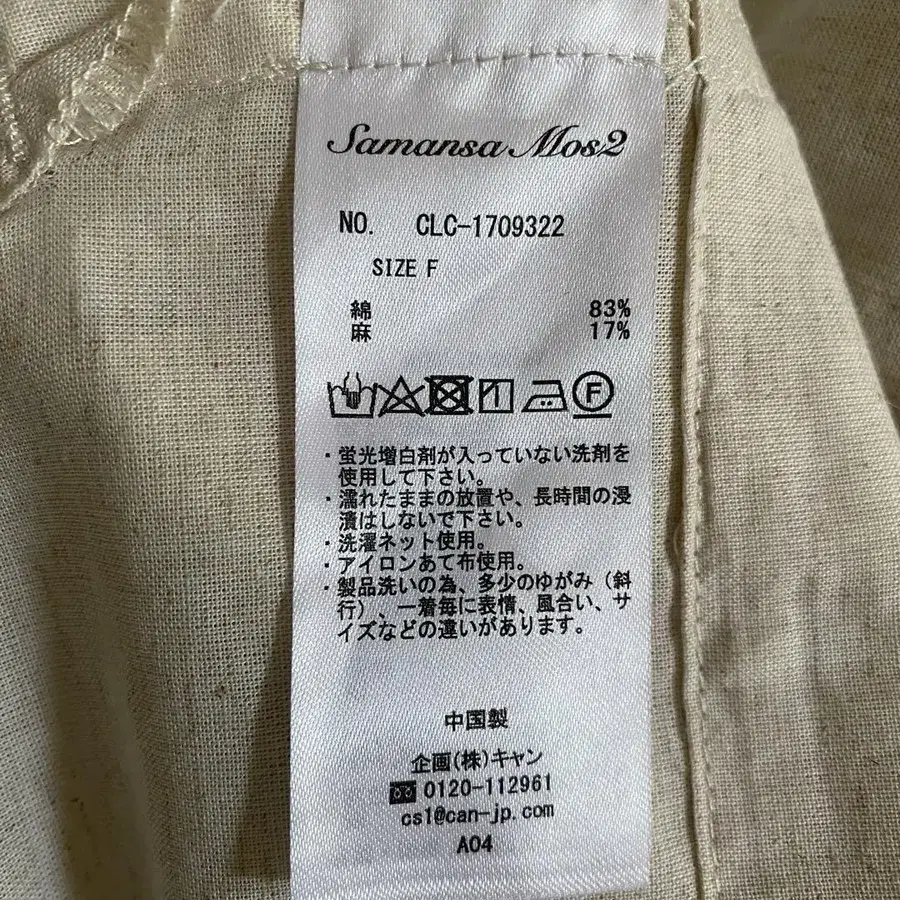 Samansa Mos2
NO. CLC-1709322
SIZE F
綿 83%
麻 17%
F
・蛍光増白剤が入っていない洗剤を
使用して下さい。
・濡れたままの放置や、長時間の浸
漬はしないで下さい。
・洗濯ネット使用。
・アイロンあて布使用。
・製品洗いの為、多少のゆがみ（斜
行）、一着毎に表情、風合い、サ
イズなどの違いがあります。
中国製
企画(株)キャン
0120-112961
cs1@can-jp.com
A04